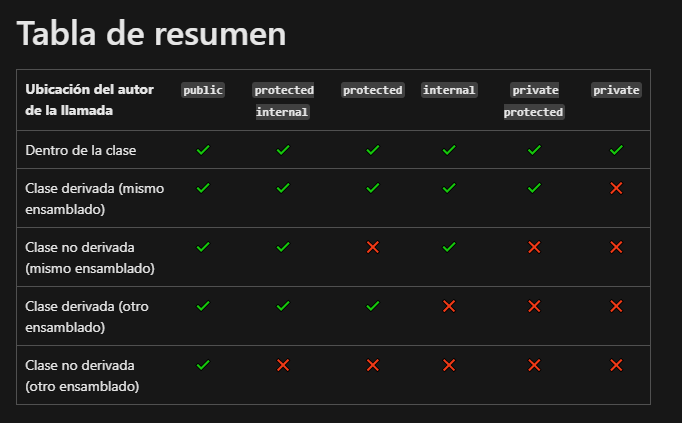 Tabla de resumen
Ubicación del autor de la llamada public protected internal protected internal private protected private
Dentro de la clase ✓ ✓ ✓ ✓ ✓ ✓
Clase derivada (mismo ensamblado) ✓ ✓ ✓ ✓ ✓ ✕
Clase no derivada (mismo ensamblado) ✓ ✓ ✕ ✓ ✕ ✕
Clase derivada (otro ensamblado) ✓ ✓ ✓ ✕ ✕ ✕
Clase no derivada (otro ensamblado) ✓ ✕ ✕ ✕ ✕ ✕